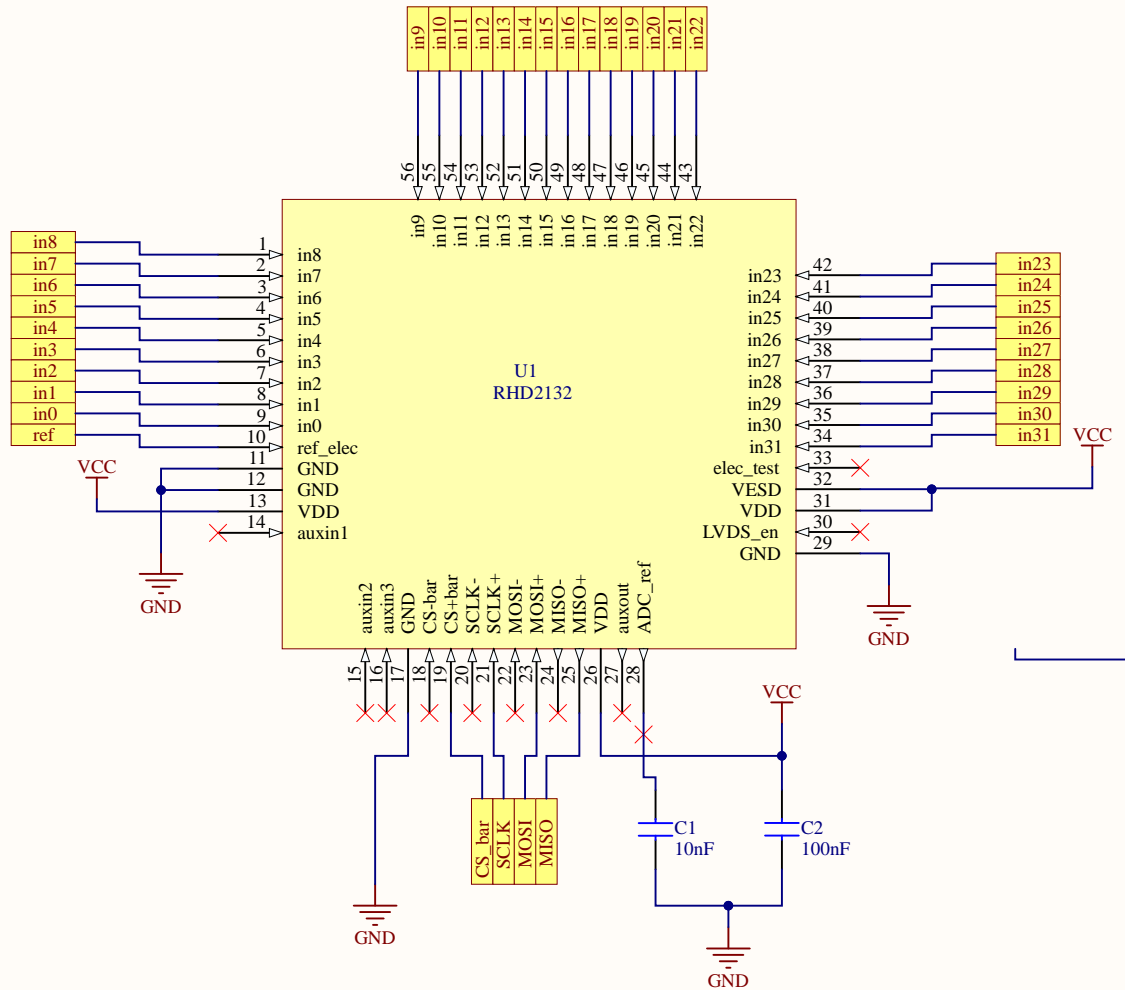 in9 in10 in11 in12 in13 in14 in15 in16 in17 in18 in19 in20 in21 in22
56 55 54 53 52 51 50 49 48 47 46 45 44 43
in9 in10 in11 in12 in13 in14 in15 in16 in17 in18 in19 in20 in21 in22
in8 1 in8
in7 2 in7
in6 3 in6
in5 4 in5
in4 5 in4
in3 6 in3
in2 7 in2
in1 8 in1
in0 9 in0
ref 10 ref_elec
11 GND
12 GND
VCC
13 VDD
14 auxin1
GND
U1
RHD2132
in23 42 in23
in24 41 in24
in25 40 in25
in26 39 in26
in27 38 in27
in28 37 in28
in29 36 in29
in30 35 in30
in31 34 in31
elec_test 33
VCC
VESD 32
VDD 31
LVDS_en 30
GND 29
GND
auxin2 auxin3 GND CS-bar CS+bar SCLK- SCLK+ MOSI- MOSI+ MISO- MISO+ VDD auxout ADC_ref
15 16 17 18 19 20 21 22 23 24 25 26 27 28
VCC
CS_bar SCLK MOSI MISO
C1
10nF
C2
100nF
GND
GND